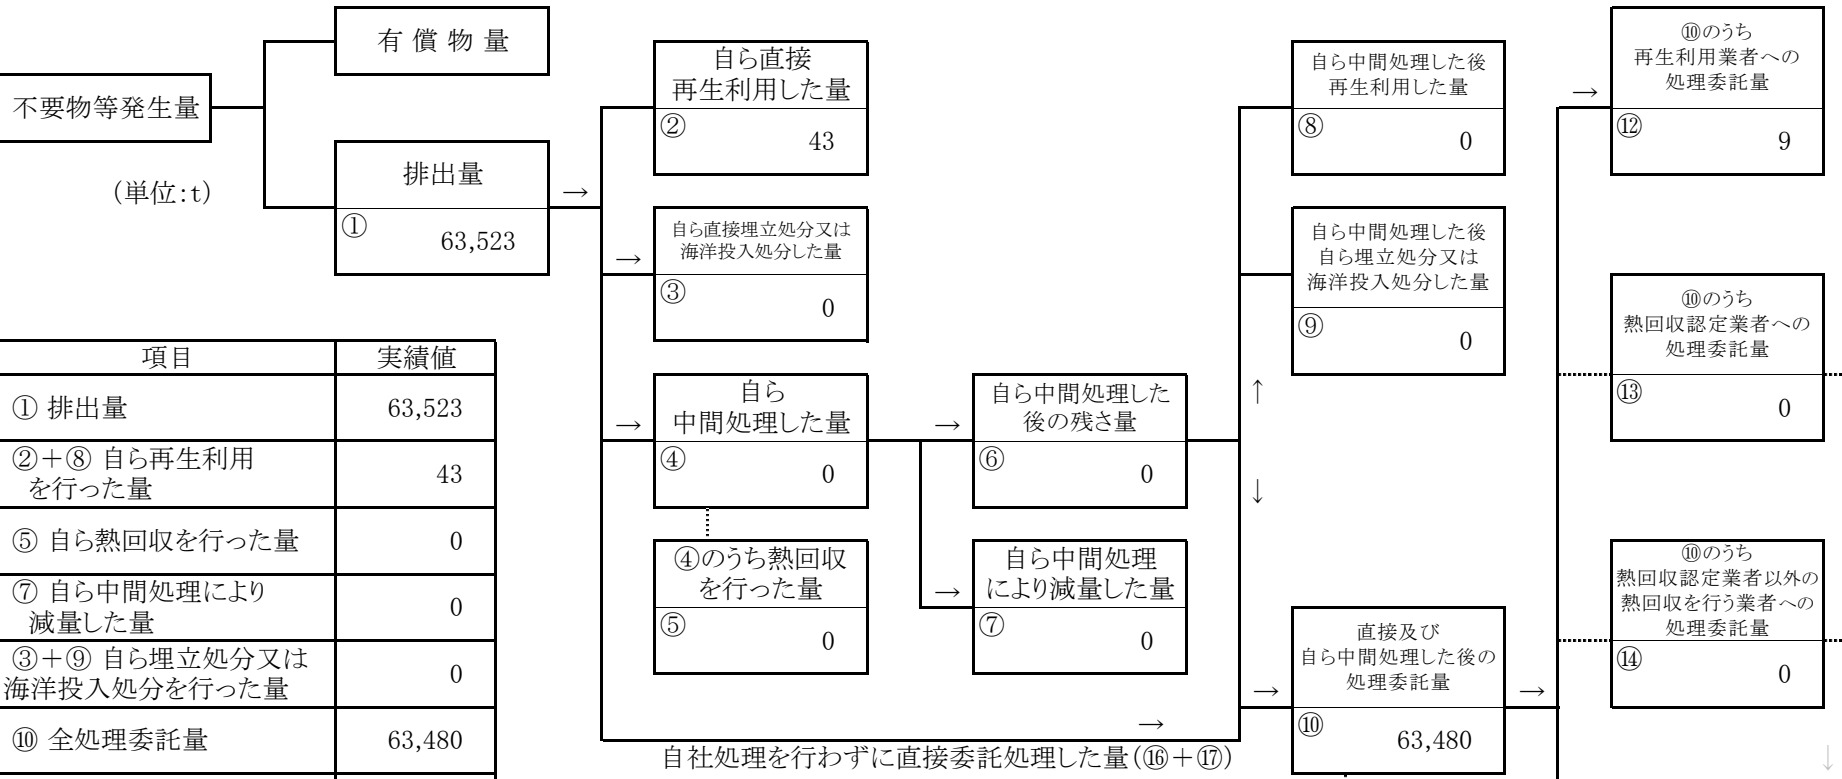 有 償 物 量
不要物等発生量
(単位:t)
排出量
①
63,523
→
自ら直接
再生利用した量
②
43
→
自ら直接埋立処分又は
海洋投入処分した量
③
0
→
自ら
中間処理した量
④
0
④のうち熱回収
を行った量
⑤
0
→
自ら中間処理した
後の残さ量
⑥
0
→
自ら中間処理
により減量した量
⑦
0
自ら中間処理した後
再生利用した量
⑧
0
自ら中間処理した後
自ら埋立処分又は
海洋投入処分した量
⑨
0
↑
↓
→
直接及び
自ら中間処理した後の
処理委託量
⑩
63,480
→
自社処理を行わずに直接委託処理した量(⑯+⑰)
→
→
⑩のうち
再生利用業者への
処理委託量
⑫
9
⑩のうち
熱回収認定業者への
処理委託量
⑬
0
⑩のうち
熱回収認定業者以外の
熱回収を行う業者への
処理委託量
⑭
0
↓
項目 実績値
① 排出量 63,523
②+⑧ 自ら再生利用
を行った量 43
⑤ 自ら熱回収を行った量 0
⑦ 自ら中間処理により
減量した量 0
③+⑨ 自ら埋立処分又は
海洋投入処分を行った量 0
⑩ 全処理委託量 63,480